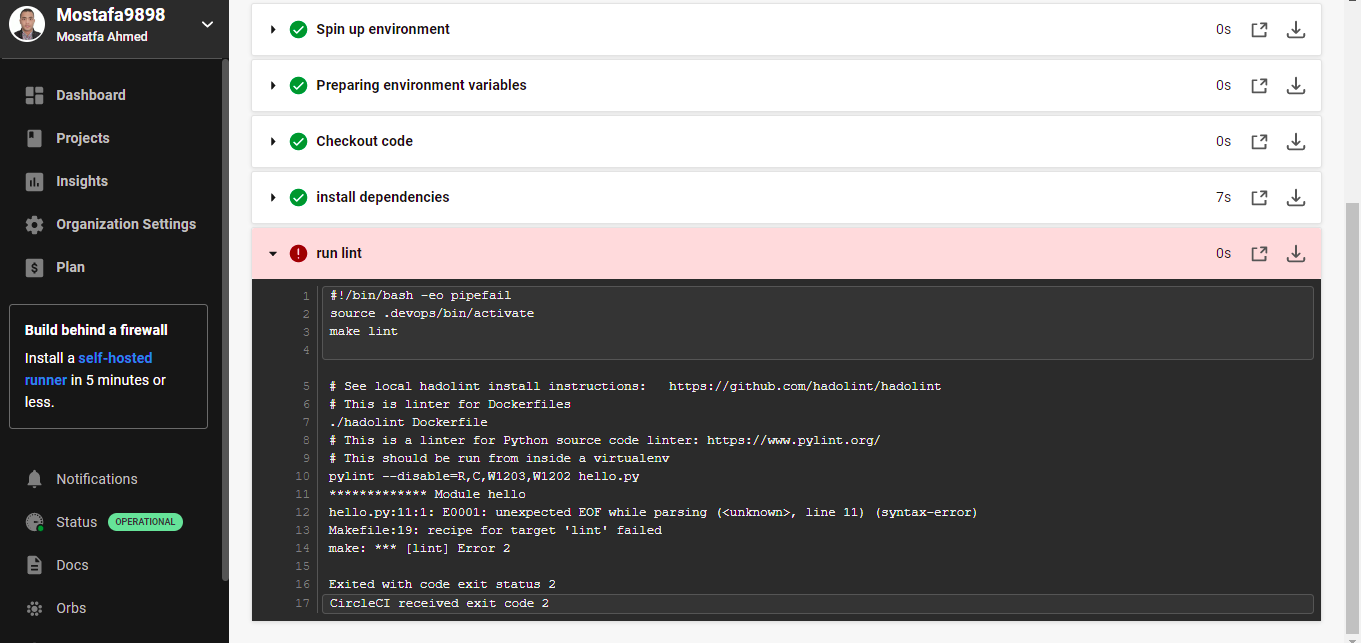 Mostafa9898
Mosatfa Ahmed
Dashboard
Projects
Insights
Organization Settings
Plan
Build behind a firewall
Install a self-hosted
runner in 5 minutes or
less.
Notifications
Status OPERATIONAL
Docs
Orbs
Spin up environment 0s
Preparing environment variables 0s
Checkout code 0s
install dependencies 7s
run lint 0s
1 #!/bin/bash -eo pipefail
2 source .devops/bin/activate
3 make lint
4
5 # See local hadolint install instructions:   https://github.com/hadolint/hadolint
6 # This is linter for Dockerfiles
7 ./hadolint Dockerfile
8 # This is a linter for Python source code linter: https://www.pylint.org/
9 # This should be run from inside a virtualenv
10 pylint --disable=R,C,W1203,W1202 hello.py
11 ************* Module hello
12 hello.py:11:1: E0001: unexpected EOF while parsing (<unknown>, line 11) (syntax-error)
13 Makefile:19: recipe for target 'lint' failed
14 make: *** [lint] Error 2
15
16 Exited with code exit status 2
17 CircleCI received exit code 2